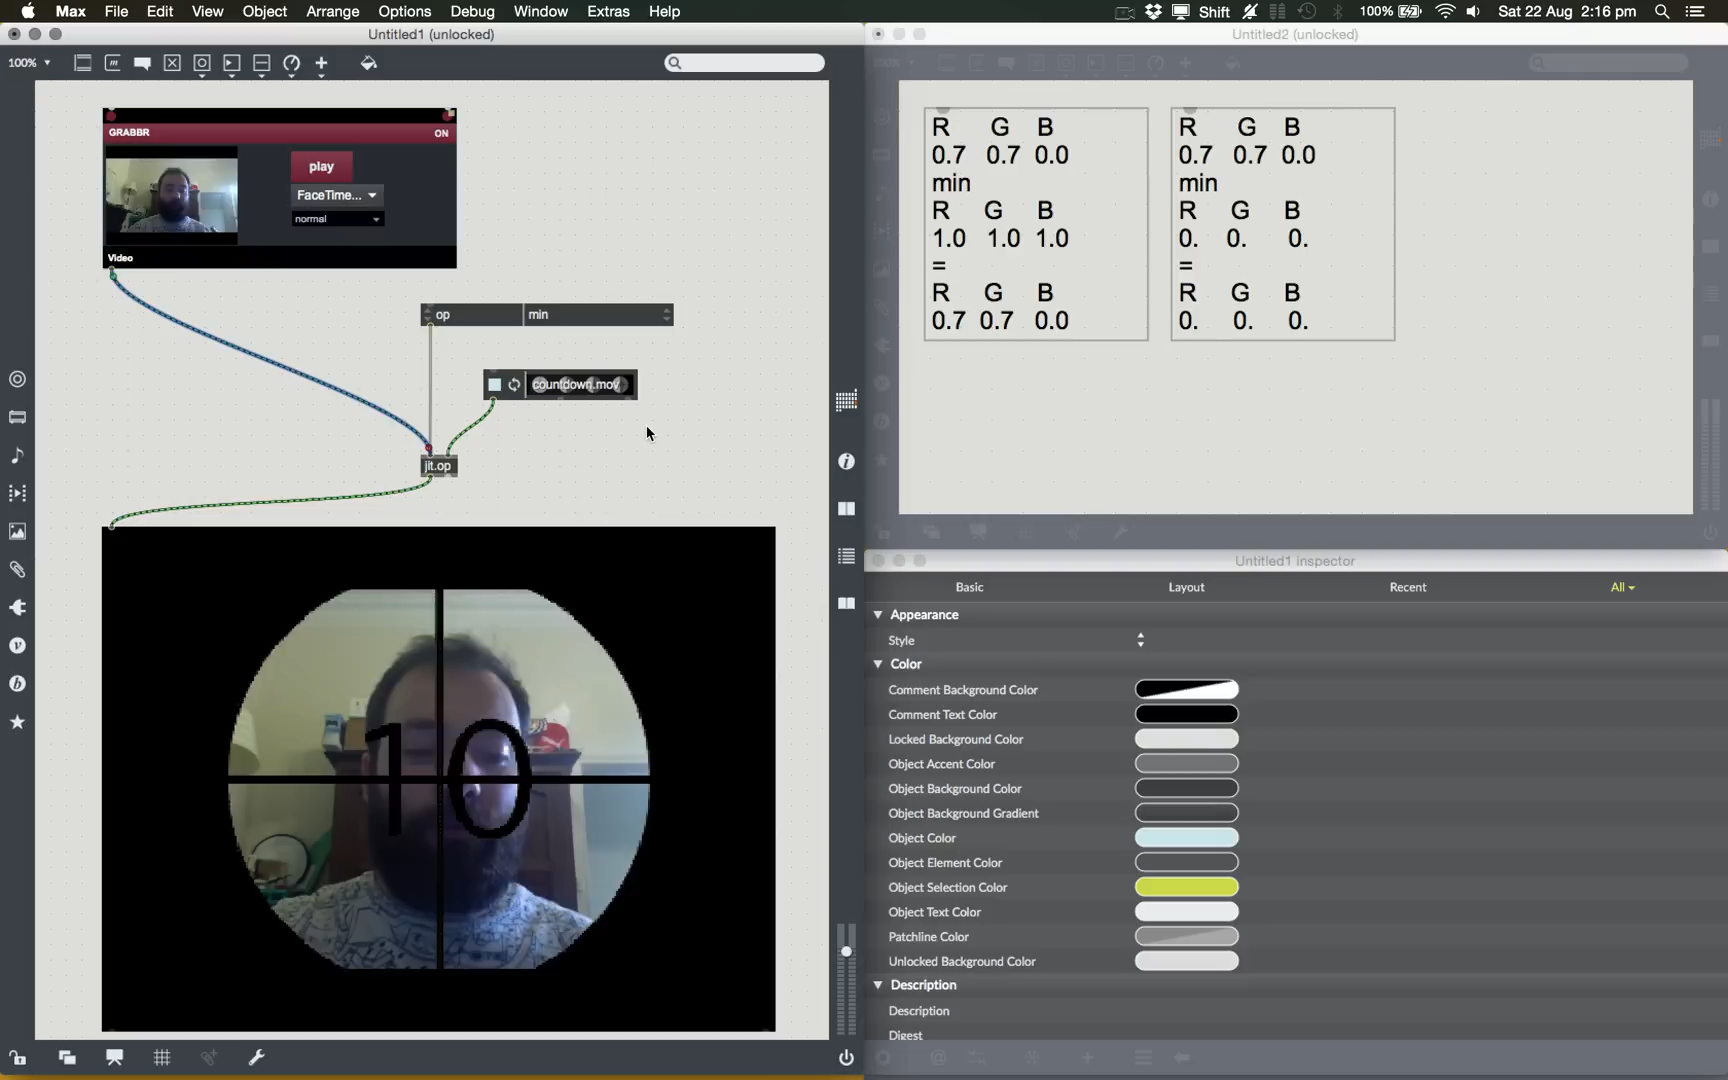 Max File Edit View Object Arrange Options Debug Window Extras Help
Shift 100% Sat 22 Aug 2:16 pm
Untitled1 (unlocked)
100%
GRABBR ON
play
FaceTime...
normal
Video
op min
countdown.mov
jit.op
10
Untitled2 (unlocked)
R G B
0.7 0.7 0.0
min
R G B
1.0 1.0 1.0
=
R G B
0.7 0.7 0.0
R G B
0.7 0.7 0.0
min
R G B
0. 0. 0.
=
R G B
0. 0. 0.
Untitled1 inspector
Basic Layout Recent All
Appearance
Style
Color
Comment Background Color
Comment Text Color
Locked Background Color
Object Accent Color
Object Background Color
Object Background Gradient
Object Color
Object Element Color
Object Selection Color
Object Text Color
Patchline Color
Unlocked Background Color
Description
Description
Digest